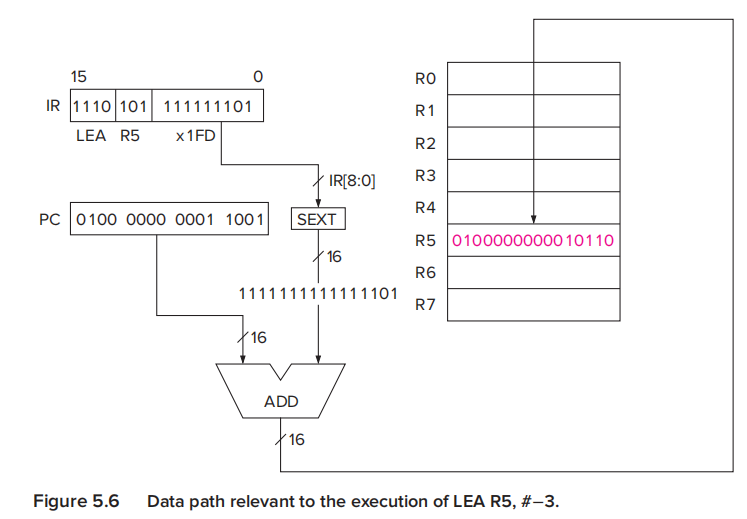 15 0
IR 1110 101 111111101
LEA R5 x1FD
IR[8:0]
PC 0100 0000 0001 1001
SEXT
16
1111111111111101
16
ADD
16
R0
R1
R2
R3
R4
R5 0100000000010110
R6
R7
Figure 5.6 Data path relevant to the execution of LEA R5, #−3.